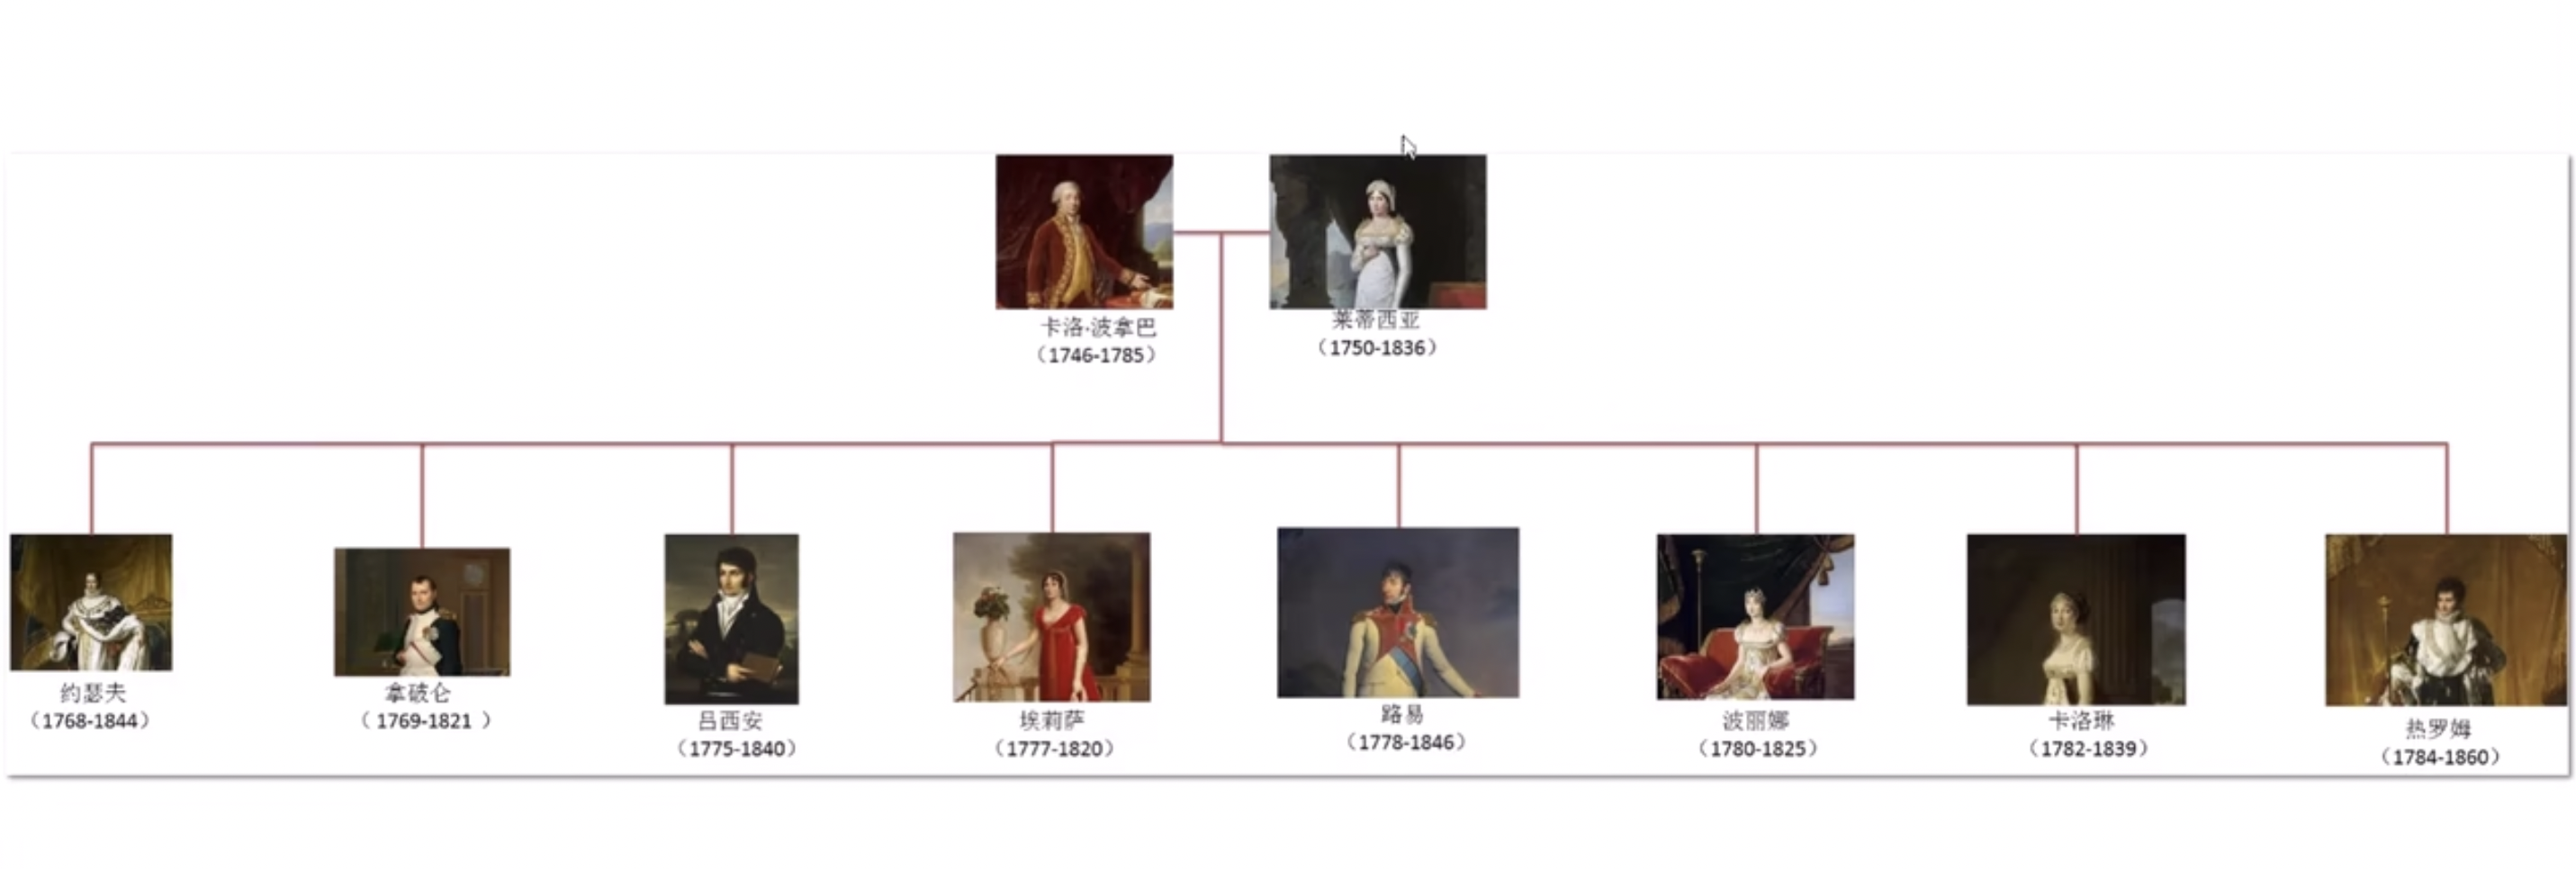 卡洛·波拿巴
（1746-1785）
莱蒂西亚
（1750-1836）
约瑟夫
（1768-1844）
拿破仑
（ 1769-1821 ）
吕西安
（1775-1840）
埃莉萨
（1777-1820）
路易
（1778-1846）
波丽娜
（1780-1825）
卡洛琳
（1782-1839）
热罗姆
（1784-1860）